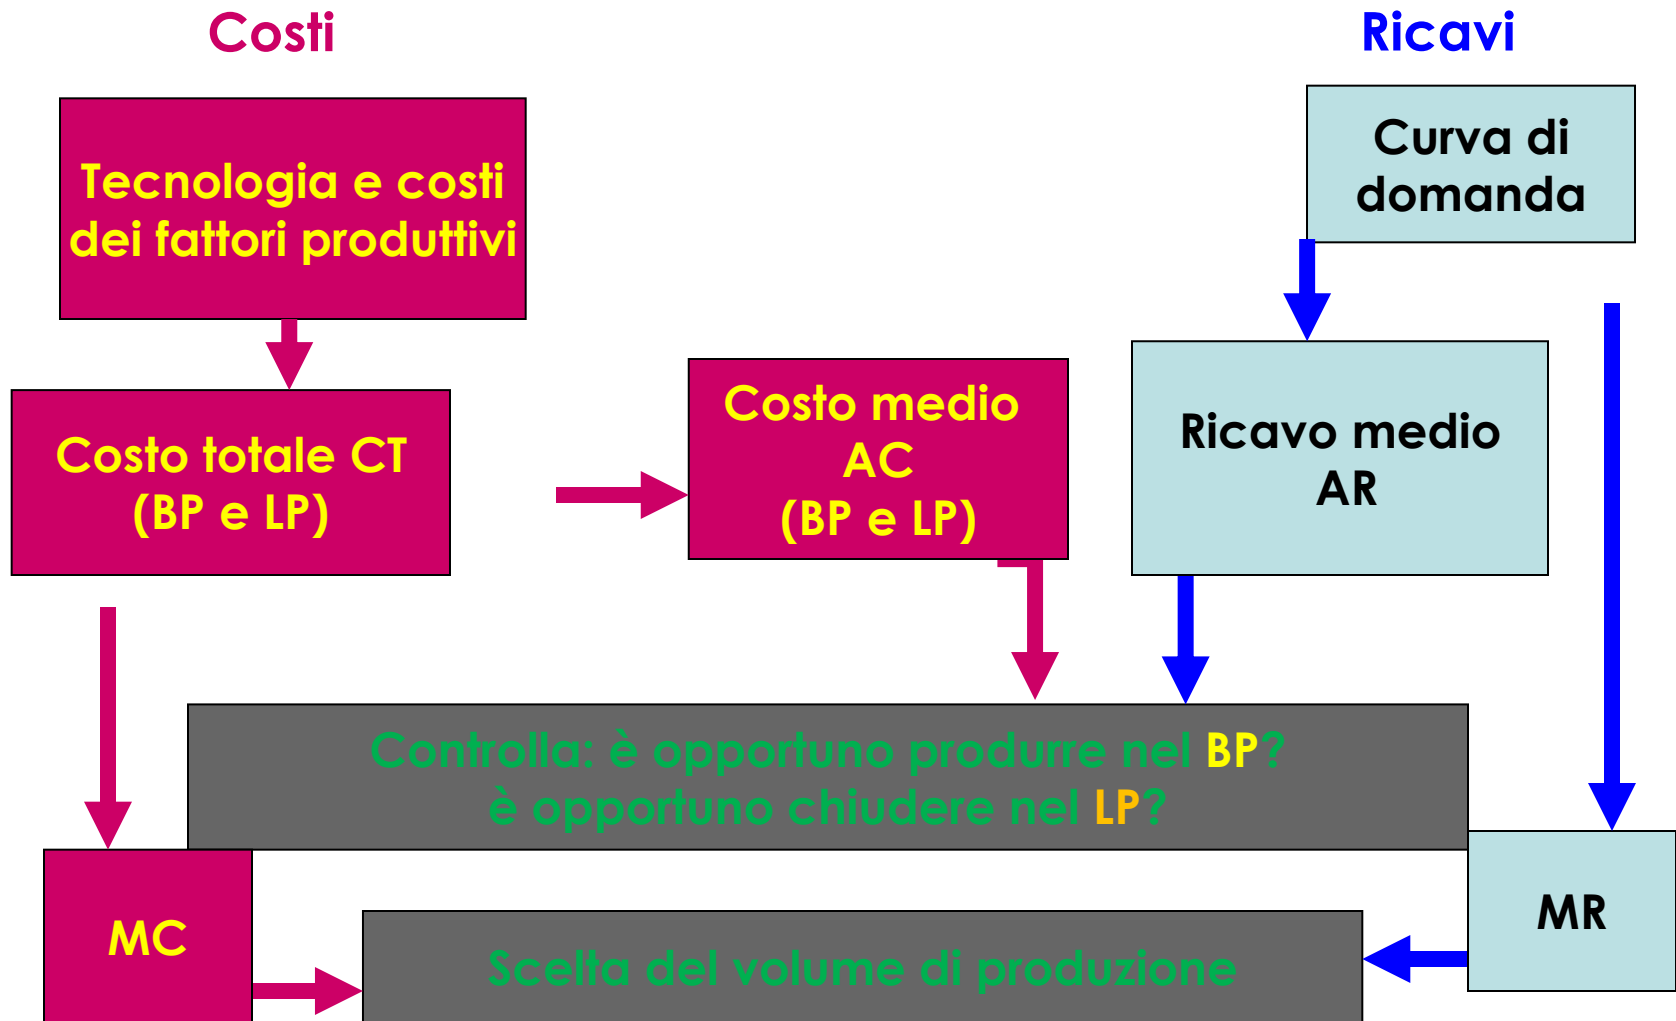 Costi
Ricavi
Tecnologia e costi
dei fattori produttivi
Curva di
domanda
Costo totale CT
(BP e LP)
Costo medio
AC
(BP e LP)
Ricavo medio
AR
Controlla: è opportuno produrre nel BP?
è opportuno chiudere nel LP?
MC
MR
Scelta del volume di produzione